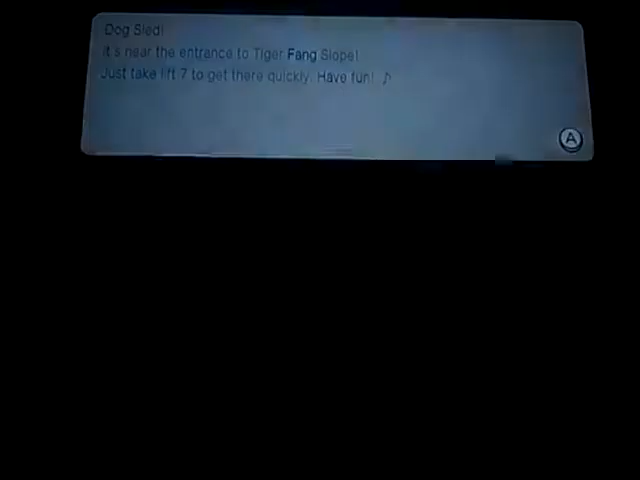 Dog Sled!
It's near the entrance to Tiger Fang Slope!
Just take lift 7 to get there quickly. Have fun! ♪
A